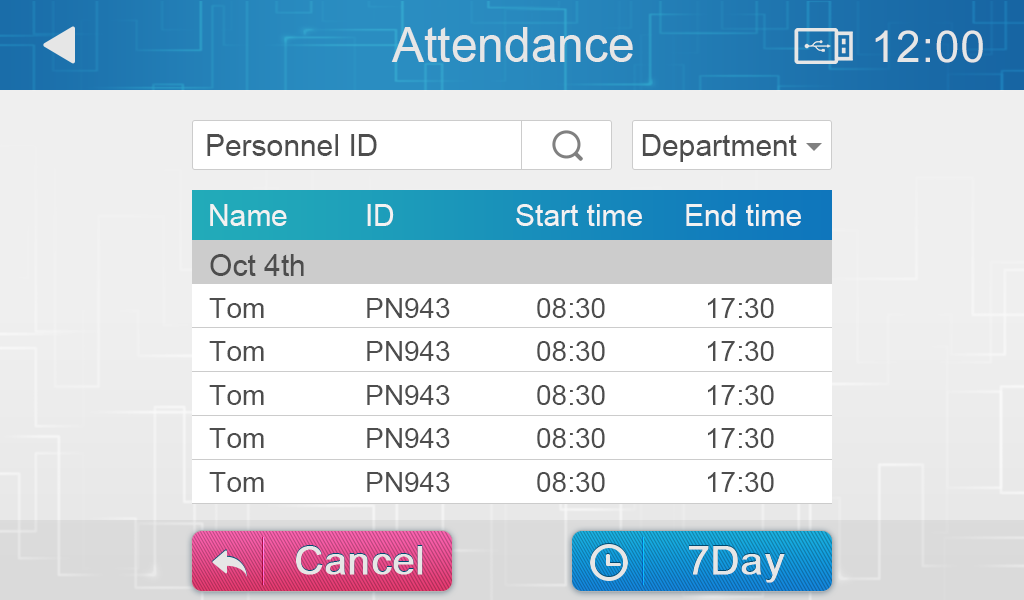 Attendance 12:00
Personnel ID Department
Name ID Start time End time
Oct 4th
Tom PN943 08:30 17:30
Tom PN943 08:30 17:30
Tom PN943 08:30 17:30
Tom PN943 08:30 17:30
Tom PN943 08:30 17:30
Cancel 7Day